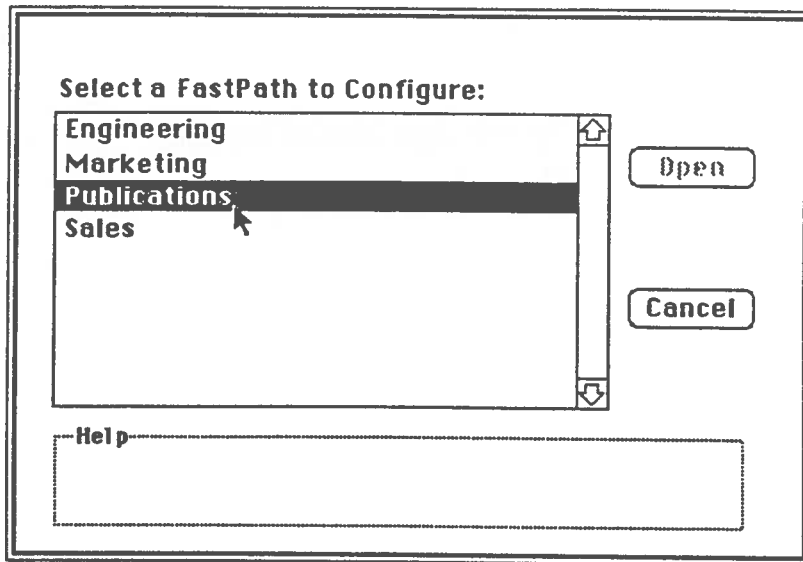 Select a FastPath to Configure:
Engineering
Marketing
Publications
Sales
Open
Cancel
Help